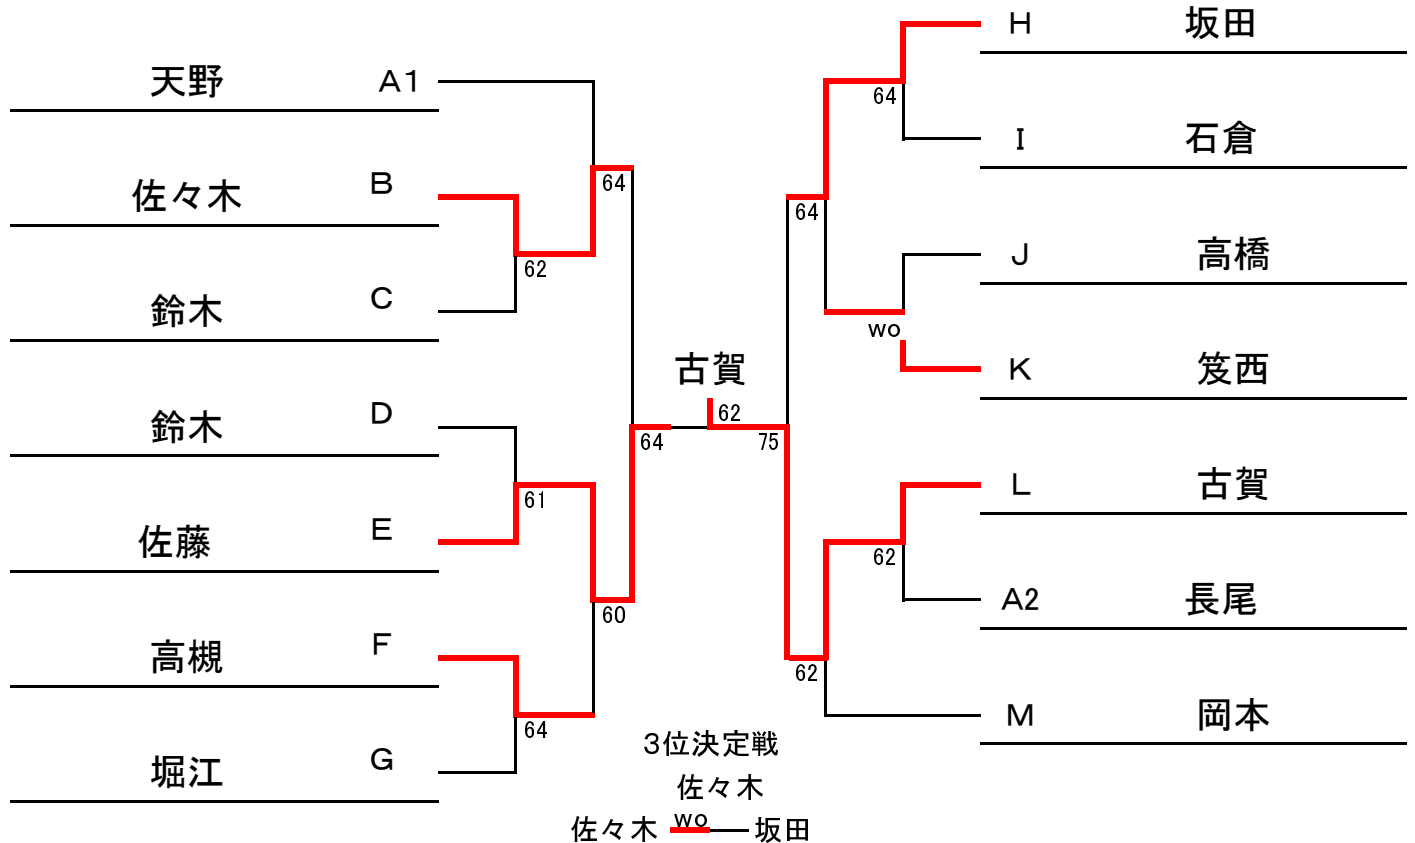 天野 A1
64
佐々木 B
62
鈴木 C
鈴木 D
61
佐藤 E
60
高槻 F
64
堀江 G
古賀
62
64
75
H 坂田
64
I 石倉
64
J 高橋
wo
K 笈西
L 古賀
62
A2 長尾
62
M 岡本
3位決定戦
佐々木
佐々木 wo 坂田